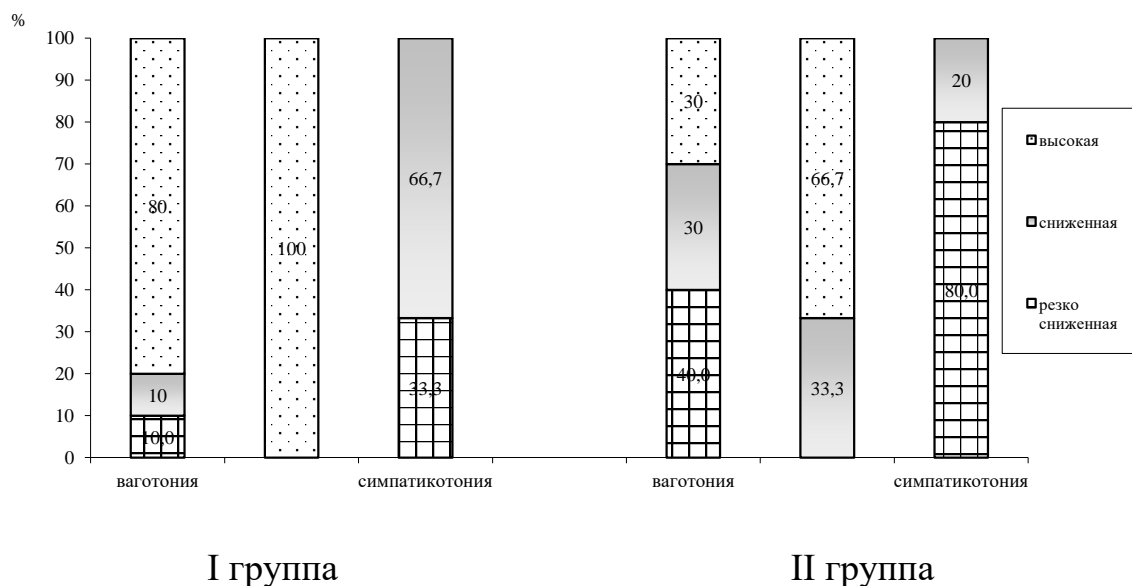 %
100
90
80
70
60
50
40
30
20
10
0
80
10
10,0
100
66,7
33,3
30
30
40,0
66,7
33,3
20
80,0
ваготония
симпатикотония
ваготония
симпатикотония
высокая
сниженная
резко
сниженная
I группа
II группа